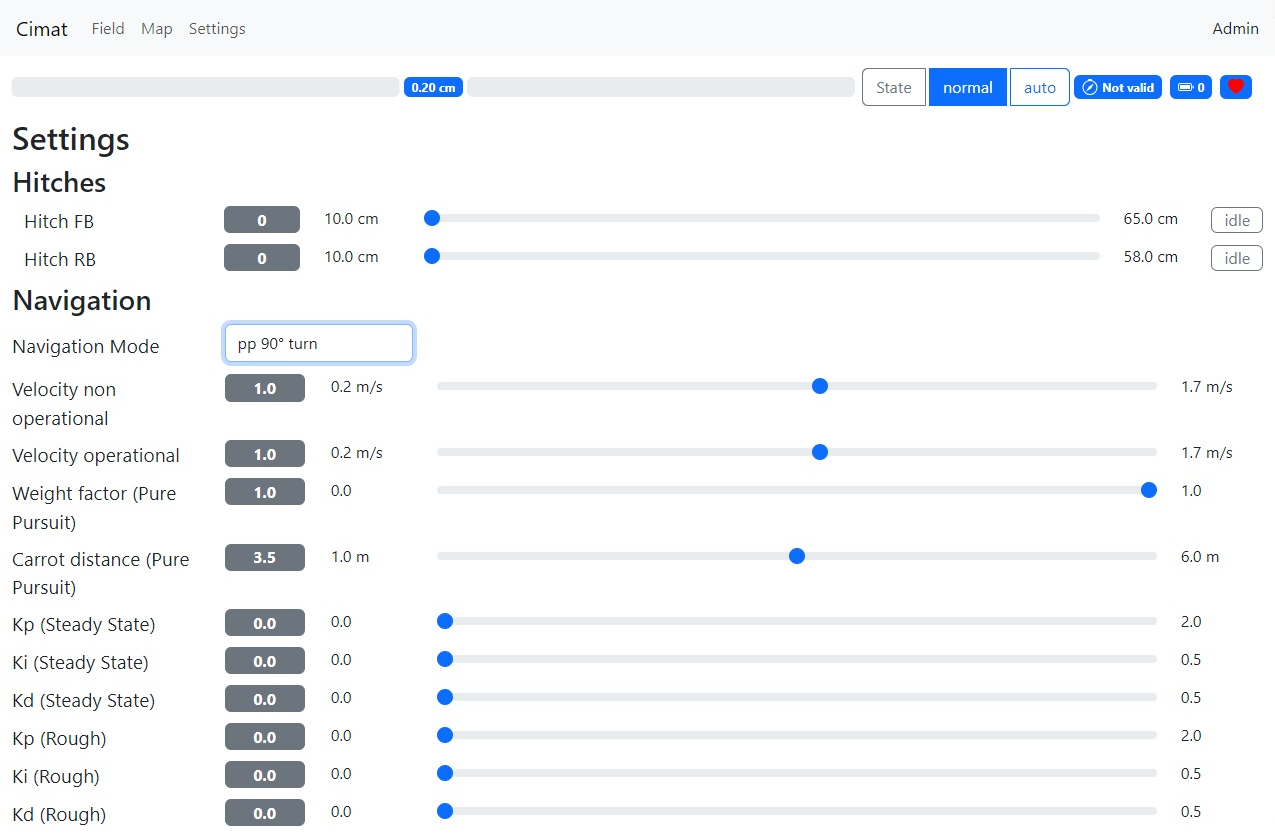 Cimat Field Map Settings Admin
0.20 cm State normal auto Not valid 0
Settings
Hitches
Hitch FB 0 10.0 cm 65.0 cm idle
Hitch RB 0 10.0 cm 58.0 cm idle
Navigation
Navigation Mode pp 90° turn
Velocity non 1.0 0.2 m/s 1.7 m/s
operational
Velocity operational 1.0 0.2 m/s 1.7 m/s
Weight factor (Pure 1.0 0.0 1.0
Pursuit)
Carrot distance (Pure 3.5 1.0 m 6.0 m
Pursuit)
Kp (Steady State) 0.0 0.0 2.0
Ki (Steady State) 0.0 0.0 0.5
Kd (Steady State) 0.0 0.0 0.5
Kp (Rough) 0.0 0.0 2.0
Ki (Rough) 0.0 0.0 0.5
Kd (Rough) 0.0 0.0 0.5